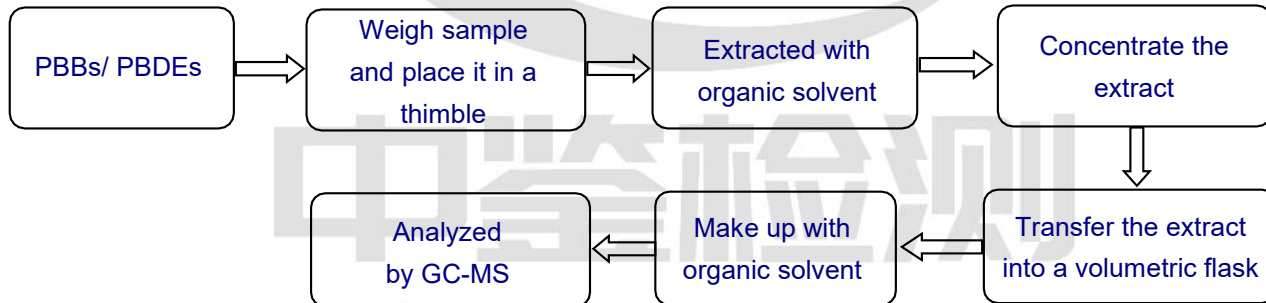 PBBs/ PBDEs
Weigh sample
and place it in a
thimble
Extracted with
organic solvent
Concentrate the
extract
Transfer the extract
into a volumetric flask
Make up with
organic solvent
Analyzed
by GC-MS
中鉴检测